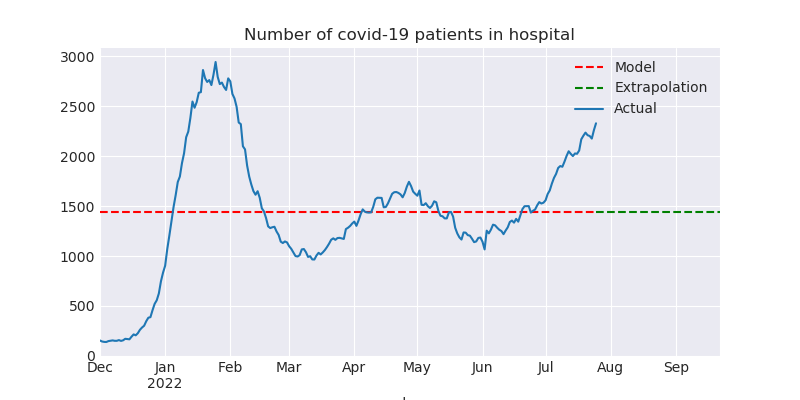 Number of covid-19 patients in hospital
3000
2500
2000
1500
1000
500
0
Model
Extrapolation
Actual
Dec Jan Feb Mar Apr May Jun Jul Aug Sep
2022